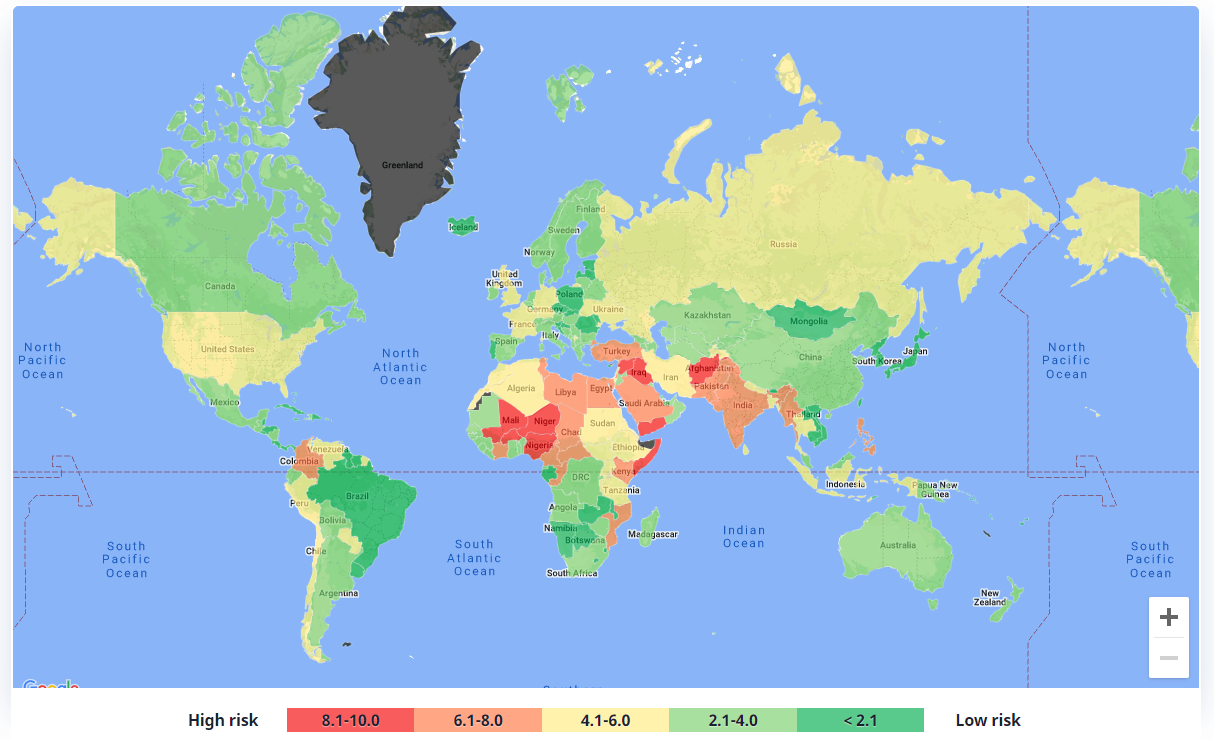 Greenland
Iceland
Finland
Sweden
Norway
Russia
United
Kingdom
Canada
Poland
Germany
Ukraine
France
Kazakhstan
Mongolia
Italy
Spain
North
Pacific
Ocean
North
Atlantic
Ocean
United States
Turkey
China
South Korea
Japan
North
Pacific
Ocean
Iraq
Iran
Afghanistan
Pakistan
Algeria
Libya
Egypt
Mexico
Saudi Arabia
India
Thailand
Mali
Niger
Sudan
Chad
Nigeria
Ethiopia
Venezuela
Colombia
Kenya
DRC
Indonesia
Papua New
Guinea
Tanzania
Brazil
Peru
Angola
Bolivia
Namibia
Botswana
Madagascar
Indian
Ocean
South
Pacific
Ocean
Chile
South
Atlantic
Ocean
South Africa
Australia
South
Pacific
Ocean
Argentina
New
Zealand
+
−
Google
High risk 8.1-10.0 6.1-8.0 4.1-6.0 2.1-4.0 < 2.1 Low risk